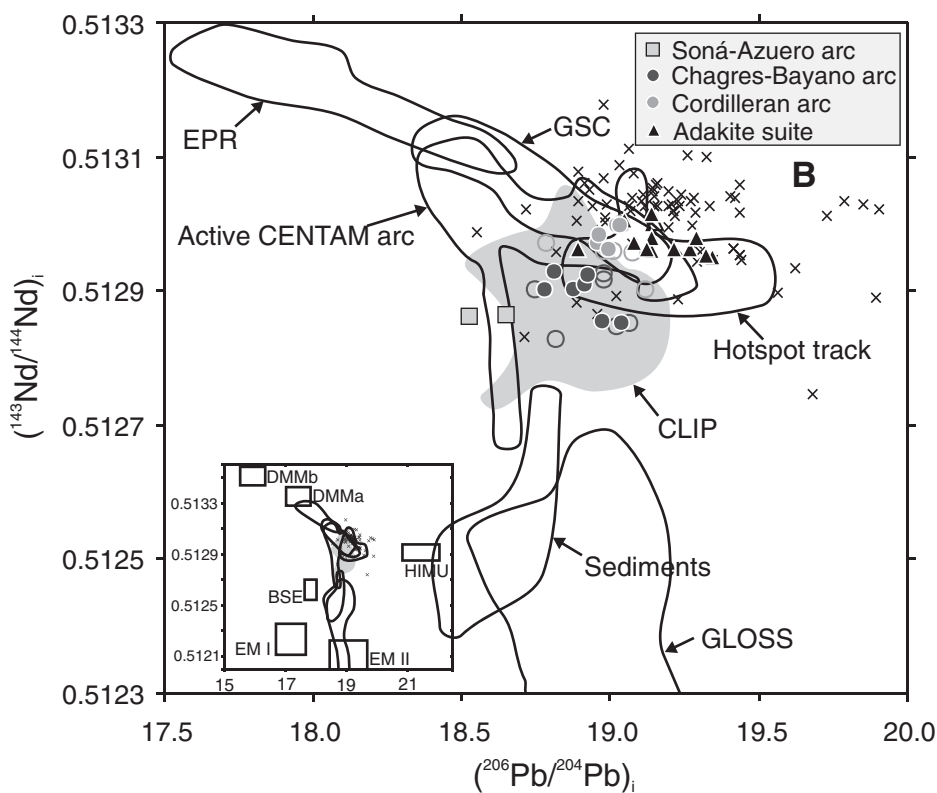 0.5133
0.5131
0.5129
0.5127
0.5125
0.5123
(143Nd/144Nd)i
17.5
18.0
18.5
19.0
19.5
20.0
(206Pb/204Pb)i
Soná-Azuero arc
Chagres-Bayano arc
Cordilleran arc
Adakite suite
B
EPR
GSC
Active CENTAM arc
Hotspot track
CLIP
Sediments
GLOSS
0.5133
0.5129
0.5125
0.5121
15
17
19
21
DMMb
DMMa
HIMU
BSE
EM I
EM II